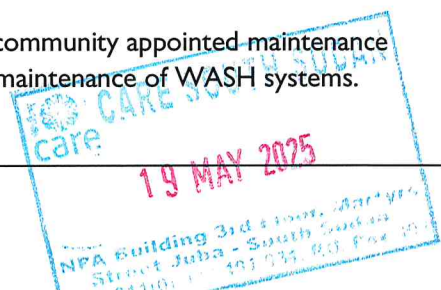 community appointed maintenance
maintenance of WASH systems.
CARE SOUTH SUDAN
care
19 MAY 2025
NPA Building 3rd Floor, Martyrs
Street Juba - South Sudan